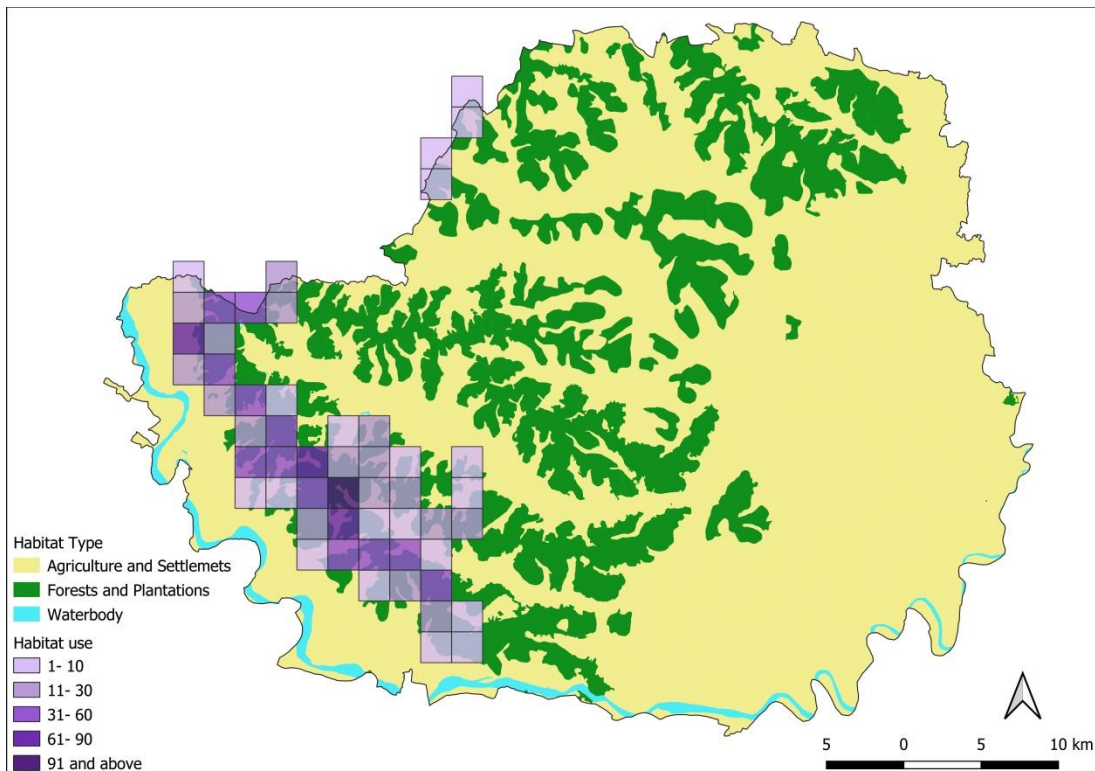 Habitat Type
Agriculture and Settlemets
Forests and Plantations
Waterbody
Habitat use
1- 10
11- 30
31- 60
61- 90
91 and above
5 0 5 10 km